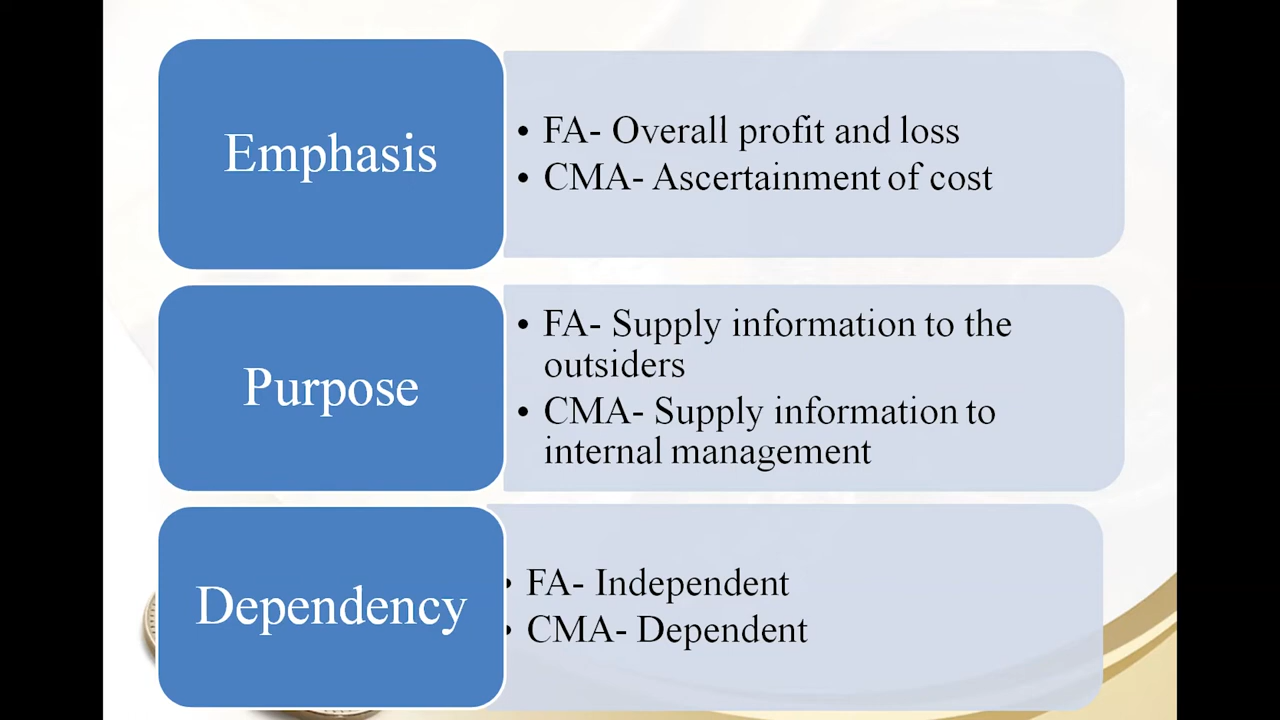 Emphasis
• FA- Overall profit and loss
• CMA- Ascertainment of cost
Purpose
• FA- Supply information to the
outsiders
• CMA- Supply information to
internal management
Dependency
• FA- Independent
• CMA- Dependent